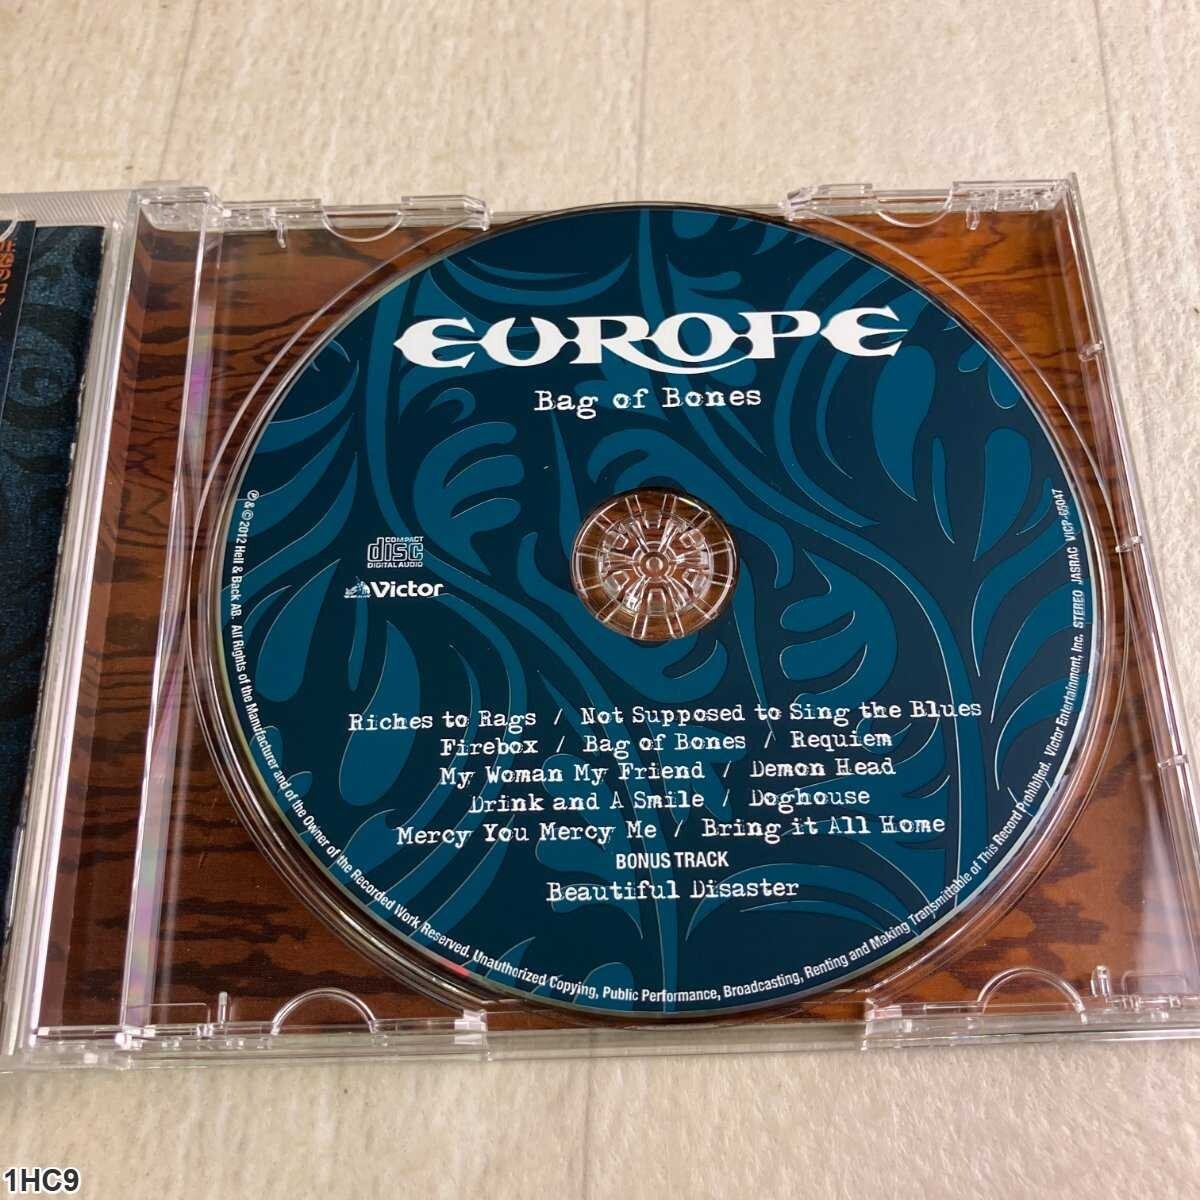 EUROPE
Bag of Bones
COMPACT
disc
DIGITAL AUDIO
Victor
Riches to Rags / Not Supposed to Sing the Blues
Firebox / Bag of Bones / Requiem
My Woman My Friend / Demon Head
Drink and A Smile / Doghouse
Mercy You Mercy Me / Bring it All Home
BONUS TRACK
Beautiful Disaster
℗ & © 2012 Hell & Back AB. All Rights of the Manufacturer and of the Owner of the Recorded Work Reserved. Unauthorized Copying, Public Performance, Broadcasting, Renting and Making Transmittable of This Record Prohibited. Victor Entertainment, Inc. STEREO JASRAC VICP-65047
1HC9